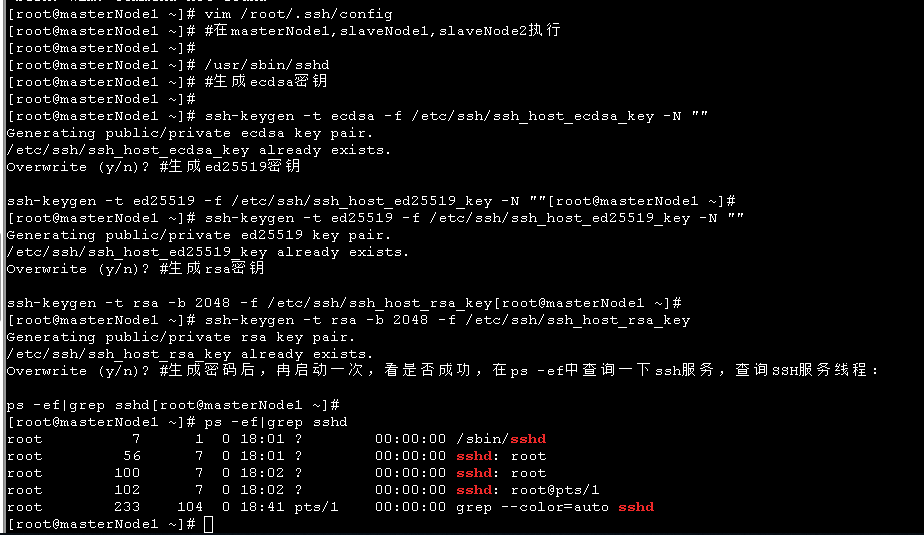 [root@masterNode1 ~]# vim /root/.ssh/config
[root@masterNode1 ~]# #在masterNode1,slaveNode1,slaveNode2执行
[root@masterNode1 ~]#
[root@masterNode1 ~]# /usr/sbin/sshd
[root@masterNode1 ~]# #生成ecdsa密钥
[root@masterNode1 ~]#
[root@masterNode1 ~]# ssh-keygen -t ecdsa -f /etc/ssh/ssh_host_ecdsa_key -N ""
Generating public/private ecdsa key pair.
/etc/ssh/ssh_host_ecdsa_key already exists.
Overwrite (y/n)? #生成ed25519密钥
ssh-keygen -t ed25519 -f /etc/ssh/ssh_host_ed25519_key -N ""[root@masterNode1 ~]#
[root@masterNode1 ~]# ssh-keygen -t ed25519 -f /etc/ssh/ssh_host_ed25519_key -N ""
Generating public/private ed25519 key pair.
/etc/ssh/ssh_host_ed25519_key already exists.
Overwrite (y/n)? #生成rsa密钥
ssh-keygen -t rsa -b 2048 -f /etc/ssh/ssh_host_rsa_key[root@masterNode1 ~]#
[root@masterNode1 ~]# ssh-keygen -t rsa -b 2048 -f /etc/ssh/ssh_host_rsa_key
Generating public/private rsa key pair.
/etc/ssh/ssh_host_rsa_key already exists.
Overwrite (y/n)? #生成密码后，再启动一次，看是否成功，在ps -ef中查询一下ssh服务，查询SSH服务线程：
ps -ef|grep sshd[root@masterNode1 ~]#
[root@masterNode1 ~]# ps -ef|grep sshd
root 7 1 0 18:01 ? 00:00:00 /sbin/sshd
root 56 7 0 18:01 ? 00:00:00 sshd: root
root 100 7 0 18:02 ? 00:00:00 sshd: root
root 102 7 0 18:02 ? 00:00:00 sshd: root@pts/1
root 233 104 0 18:41 pts/1 00:00:00 grep --color=auto sshd
[root@masterNode1 ~]#